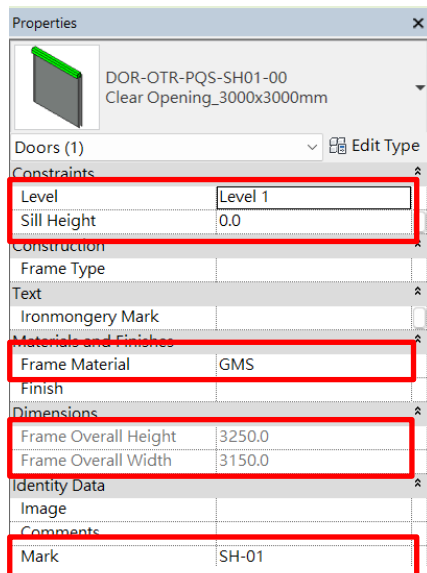 Properties ×
DOR-OTR-PQS-SH01-00
Clear Opening_3000x3000mm
Doors (1) Edit Type
Constraints
Level Level 1
Sill Height 0.0
Construction
Frame Type
Text
Ironmongery Mark
Materials and Finishes
Frame Material GMS
Finish
Dimensions
Frame Overall Height 3250.0
Frame Overall Width 3150.0
Identity Data
Image
Comments
Mark SH-01